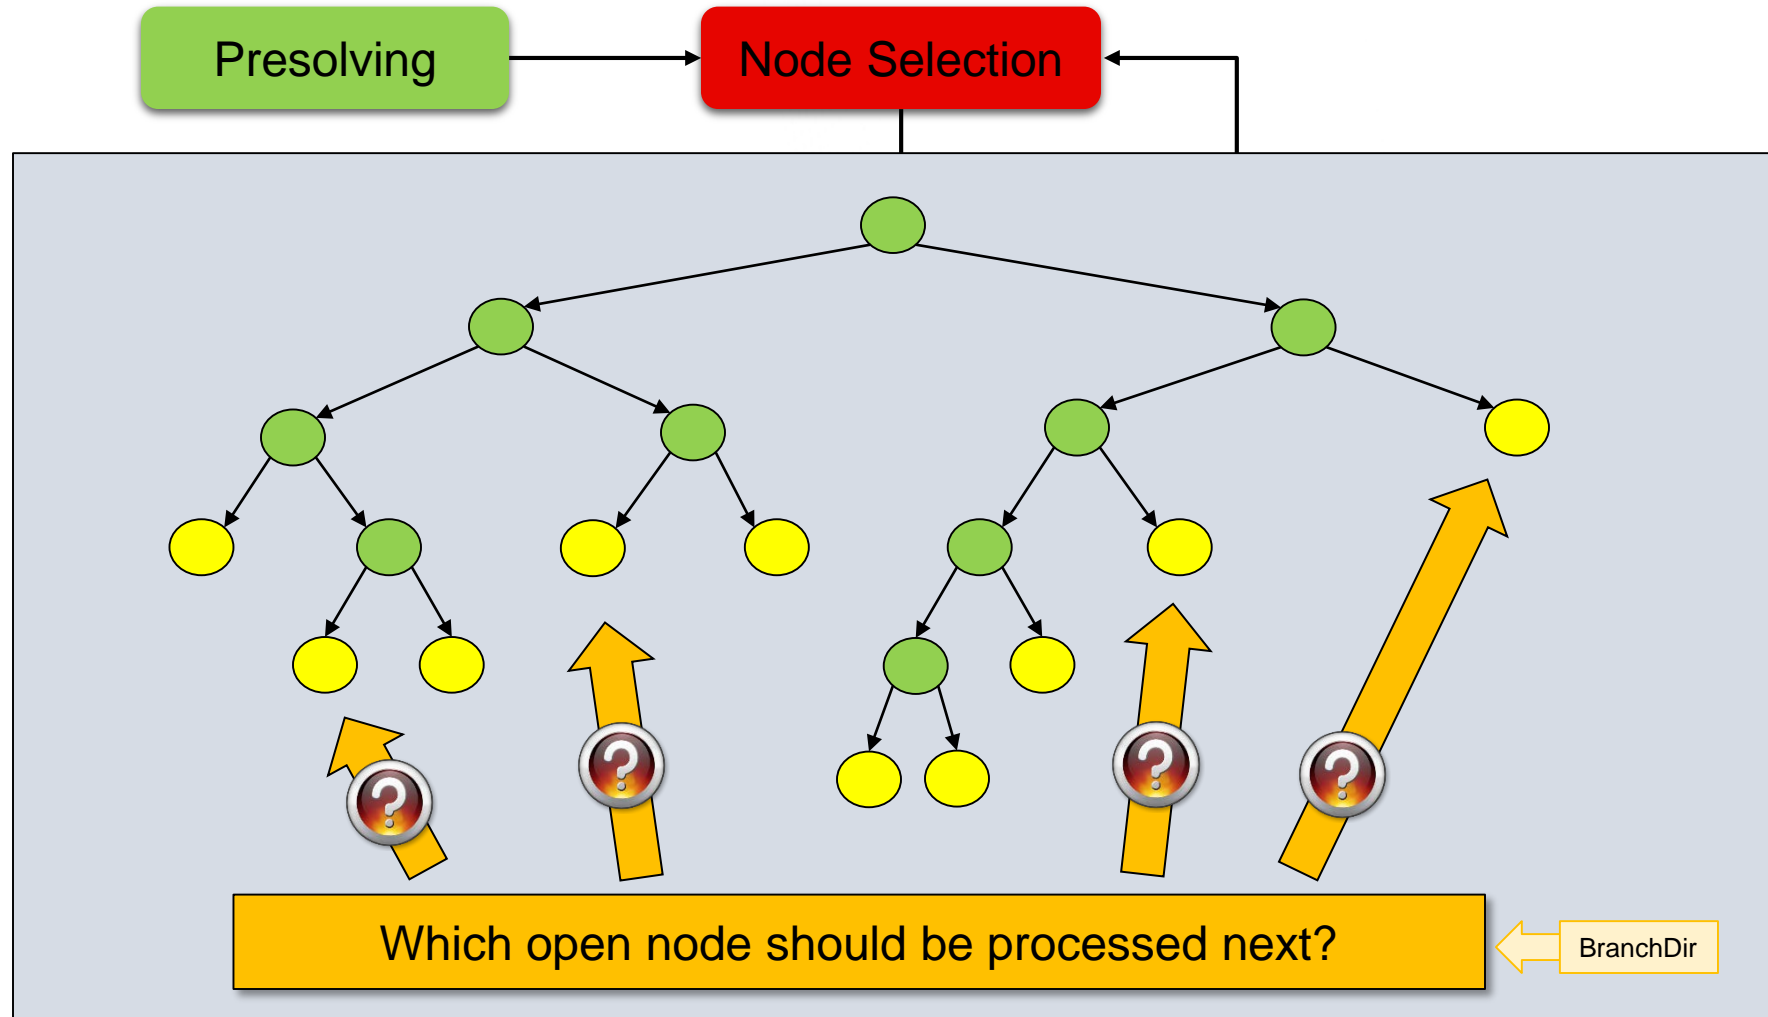 Presolving
Node Selection
Which open node should be processed next?
BranchDir